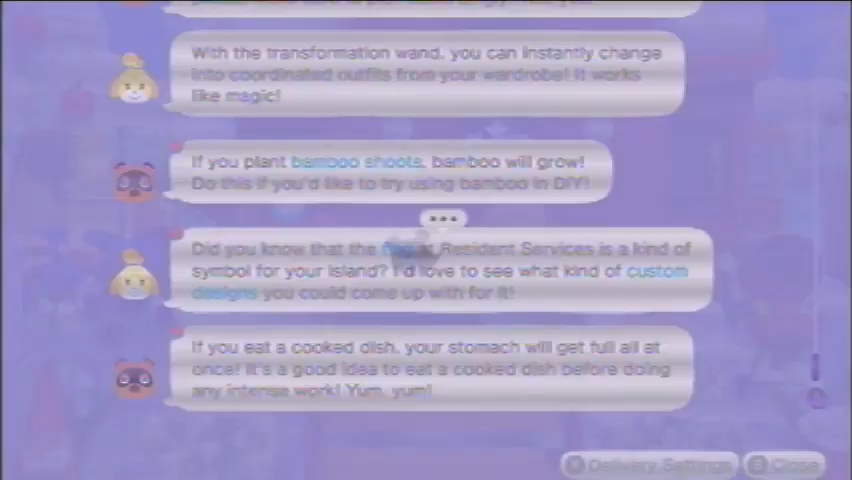 With the transformation wand, you can instantly change
into coordinated outfits from your wardrobe! It works
like magic!
If you plant bamboo shoots, bamboo will grow!
Do this if you'd like to try using bamboo in DIY!
Did you know that the flag at Resident Services is a kind of
symbol for your island? I'd love to see what kind of custom
designs you could come up with for it!
If you eat a cooked dish, your stomach will get full all at
once! It's a good idea to eat a cooked dish before doing
any intense work! Yum, yum!
Delivery Settings
Close